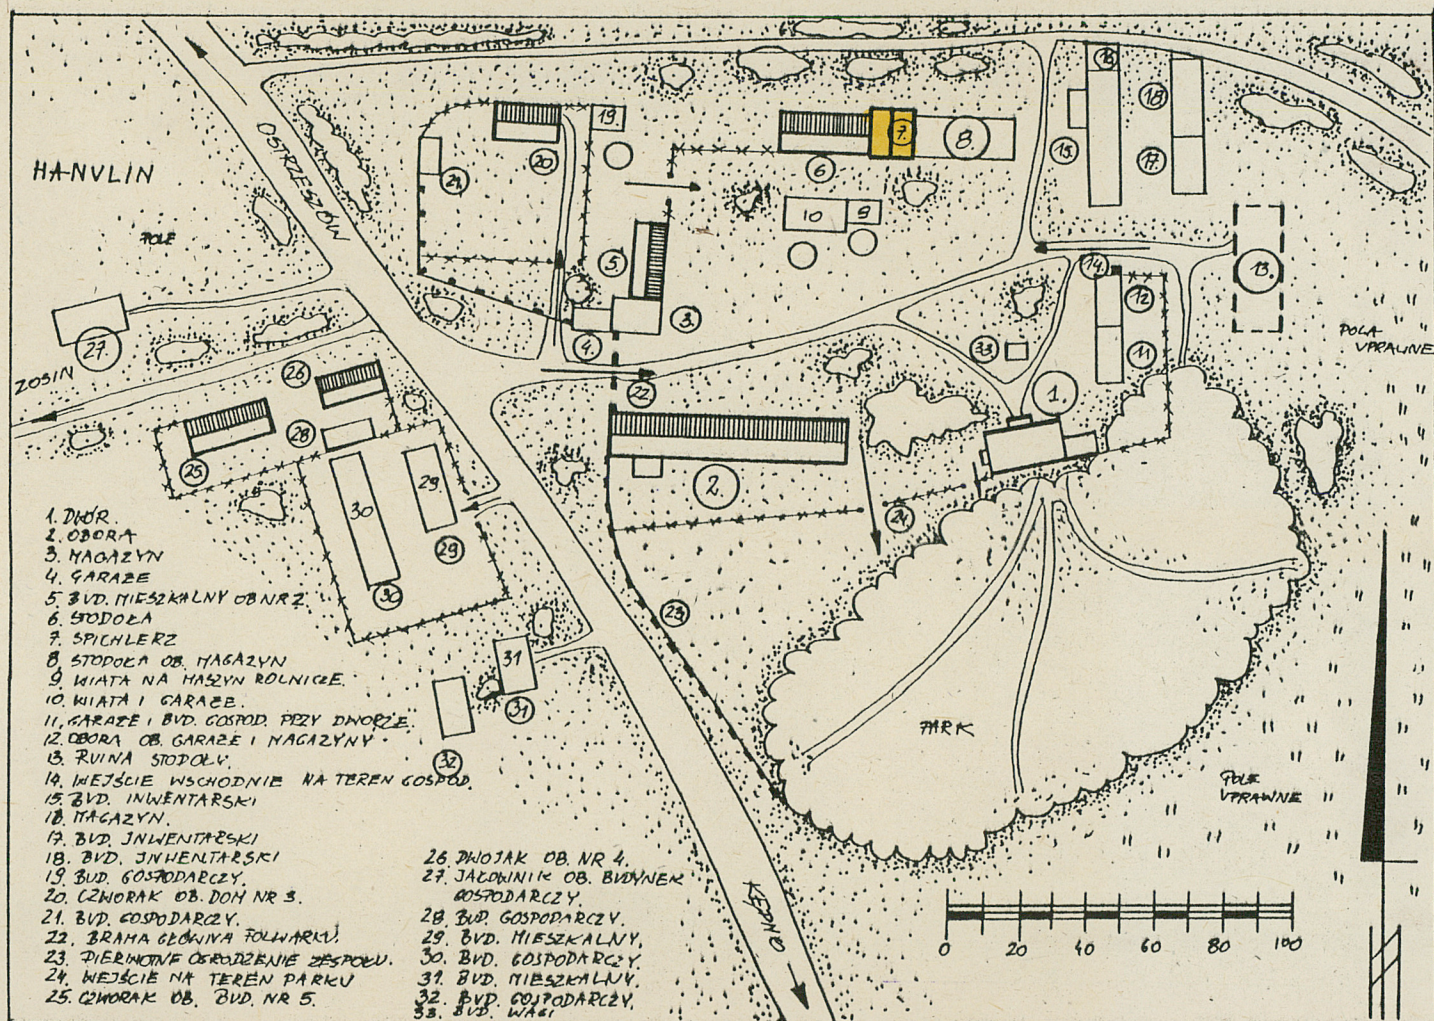 HANULIN
OSTRZESZÓW
POLE
ZOSIN
POLA
UPRAWNE
PARK
POLE
UPRAWNE
KĘPNO
19
20
21
7.
8.
6
10
9
16
15
18
17
13.
14.
12
11
5.
3.
4.
22
33
1.
2.
24
23
27.
26
28
25
30
29.
29
30
31
31
32
1. DWÓR
2. OBORA
3. MAGAZYN
4. GARAŻE
5. BUD. MIESZKALNY OB NR 2
6. STODOŁA
7. SPICHLERZ
8. STODOŁA OB. MAGAZYN
9. WIATA NA MASZYN ROLNICZE.
10. WIATA I GARAŻE.
11. GARAŻE I BUD. GOSPOD. PRZY DWORZE.
12. OBORA OB. GARAŻE I MAGAZYNY
13. RUINA STODOŁY.
14. WEJŚCIE WSCHODNIE NA TEREN GOSPOD.
15. BUD. INWENTARSKI
16. MAGAZYN.
17. BUD. INWENTARSKI
18. BUD. INWENTARSKI
19. BUD. GOSPODARCZY.
20. CZWORAK OB. DOM NR 3.
21. BUD. GOSPODARCZY.
22. BRAMA GŁÓWNA FOLWARKU.
23. PIERWOTNE OGRODZENIE ZESPOŁU.
24. WEJŚCIE NA TEREN PARKU
25. CZWORAK OB. BUD. NR 5.
26. DWOJAK OB. NR 4.
27. JAŁOWNIK OB. BUDYNEK
GOSPODARCZY.
28. BUD. GOSPODARCZY.
29. BUD. MIESZKALNY.
30. BUD. GOSPODARCZY.
31. BUD. MIESZKALNY.
32. BUD. GOSPODARCZY.
33. BUD. WAGI
0 20 40 60 80 100